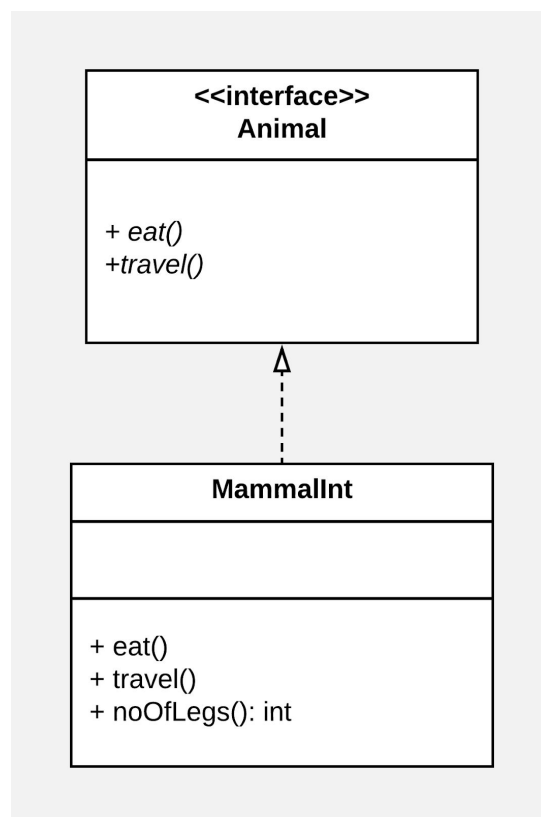 <<interface>>
Animal
+ eat()
+travel()
MammalInt
+ eat()
+ travel()
+ noOfLegs(): int